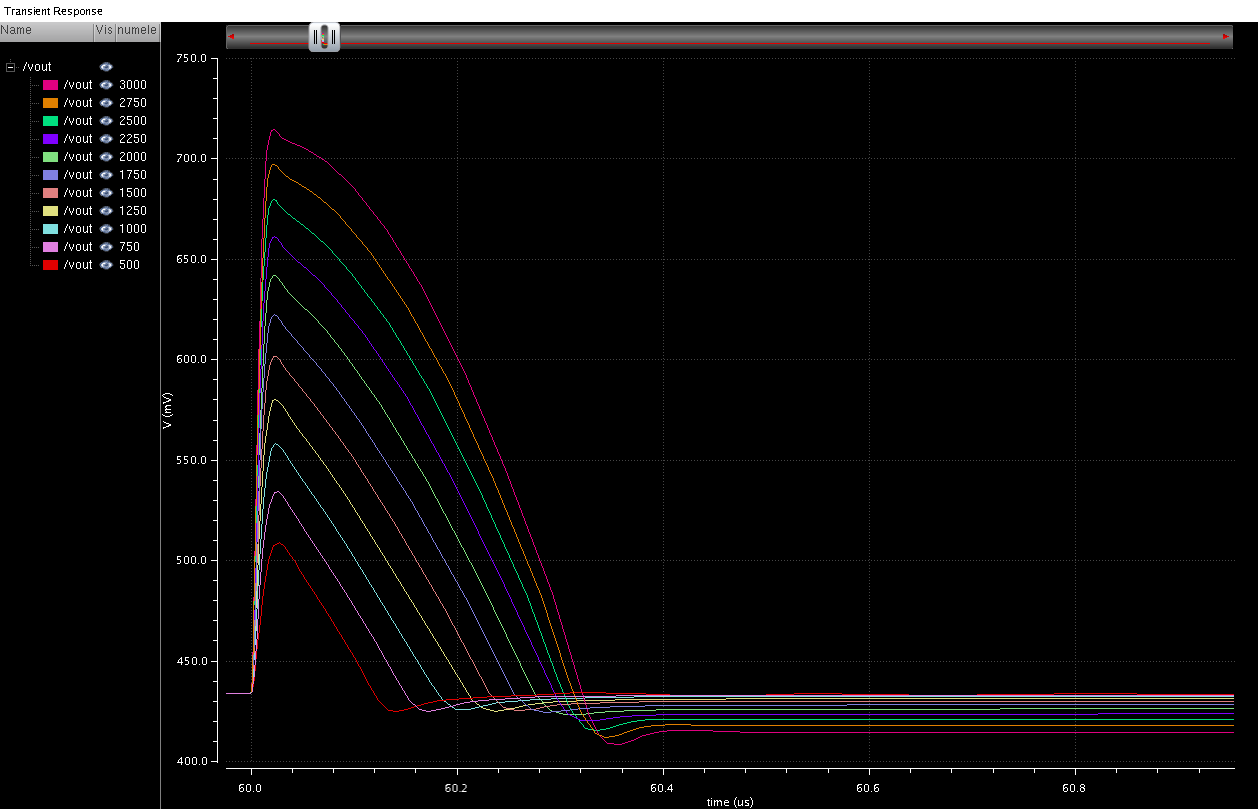 Transient Response
Name Vis numele
/vout
/vout 3000
/vout 2750
/vout 2500
/vout 2250
/vout 2000
/vout 1750
/vout 1500
/vout 1250
/vout 1000
/vout 750
/vout 500
750.0
700.0
650.0
600.0
550.0
500.0
450.0
400.0
V (mV)
60.0 60.2 60.4 60.6 60.8
time (us)